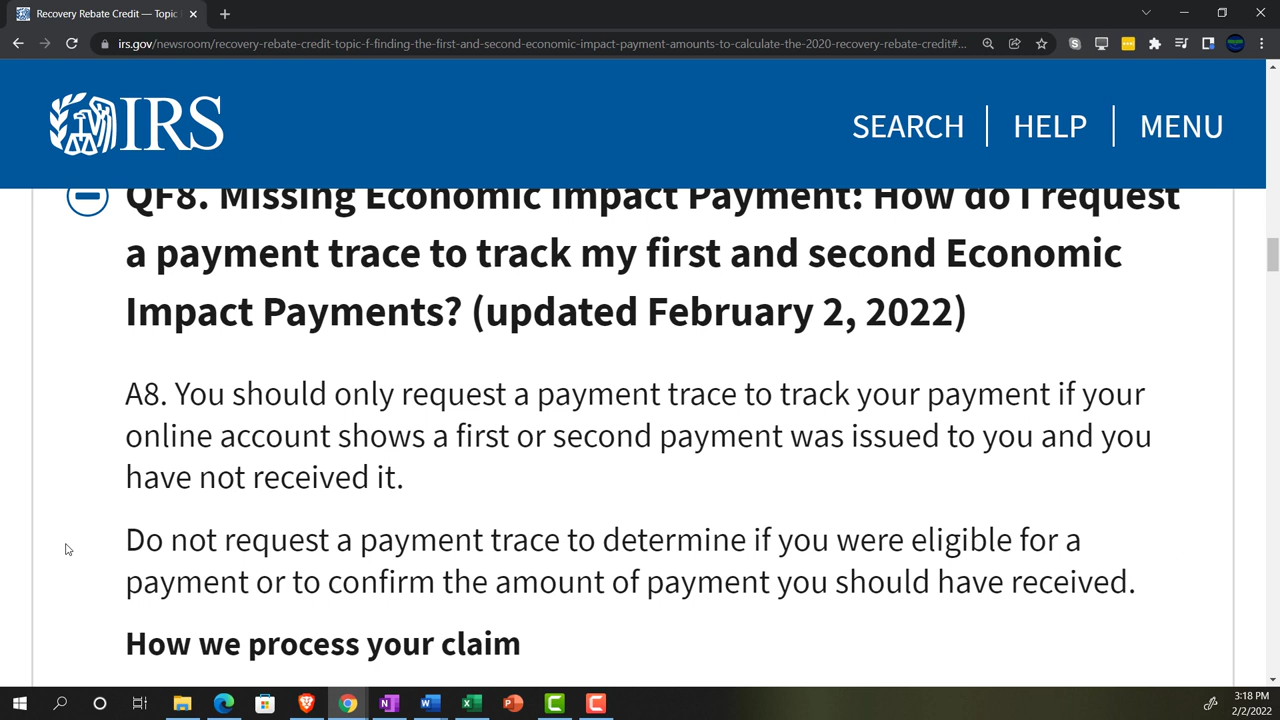 Recovery Rebate Credit — Topic
irs.gov/newsroom/recovery-rebate-credit-topic-f-finding-the-first-and-second-economic-impact-payment-amounts-to-calculate-the-2020-recovery-rebate-credit#...
IRS
SEARCH
HELP
MENU
QF8. Missing Economic Impact Payment: How do I request
a payment trace to track my first and second Economic
Impact Payments? (updated February 2, 2022)
A8. You should only request a payment trace to track your payment if your
online account shows a first or second payment was issued to you and you
have not received it.
Do not request a payment trace to determine if you were eligible for a
payment or to confirm the amount of payment you should have received.
How we process your claim
3:18 PM
2/2/2022